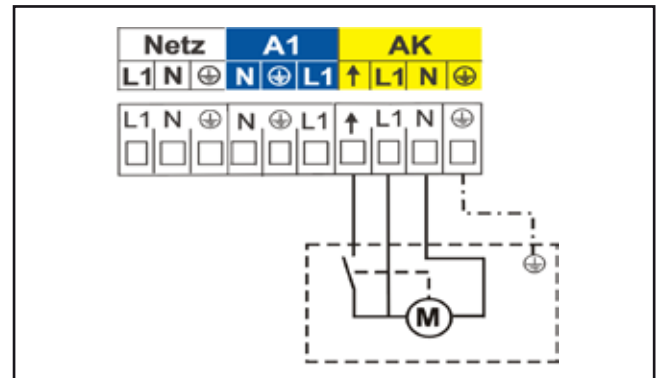 Netz A1 AK
L1 N ⏚ N ⏚ L1 ↑ L1 N ⏚
L1 N ⏚ N ⏚ L1 ↑ L1 N ⏚
⏚
M